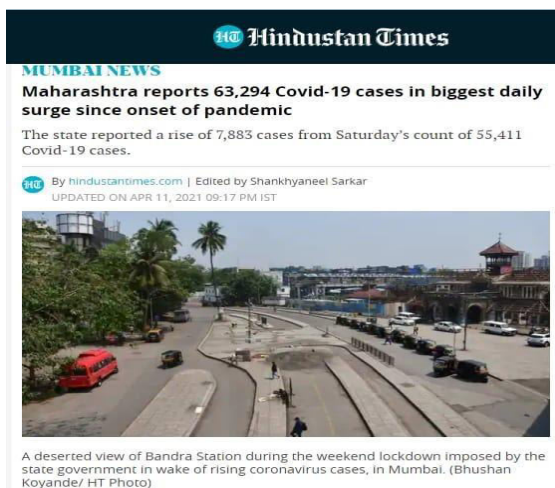 HT Hindustan Times
MUMBAI NEWS
Maharashtra reports 63,294 Covid-19 cases in biggest daily
surge since onset of pandemic
The state reported a rise of 7,883 cases from Saturday's count of 55,411
Covid-19 cases.
HT By hindustantimes.com | Edited by Shankhyaneel Sarkar
UPDATED ON APR 11, 2021 09:17 PM IST
A deserted view of Bandra Station during the weekend lockdown imposed by the
state government in wake of rising coronavirus cases, in Mumbai. (Bhushan
Koyande/ HT Photo)